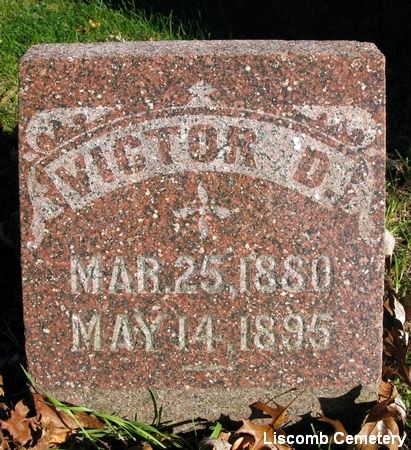 VICTOR D.
MAR. 25, 1880
MAY 14, 1895
Liscomb Cemetery